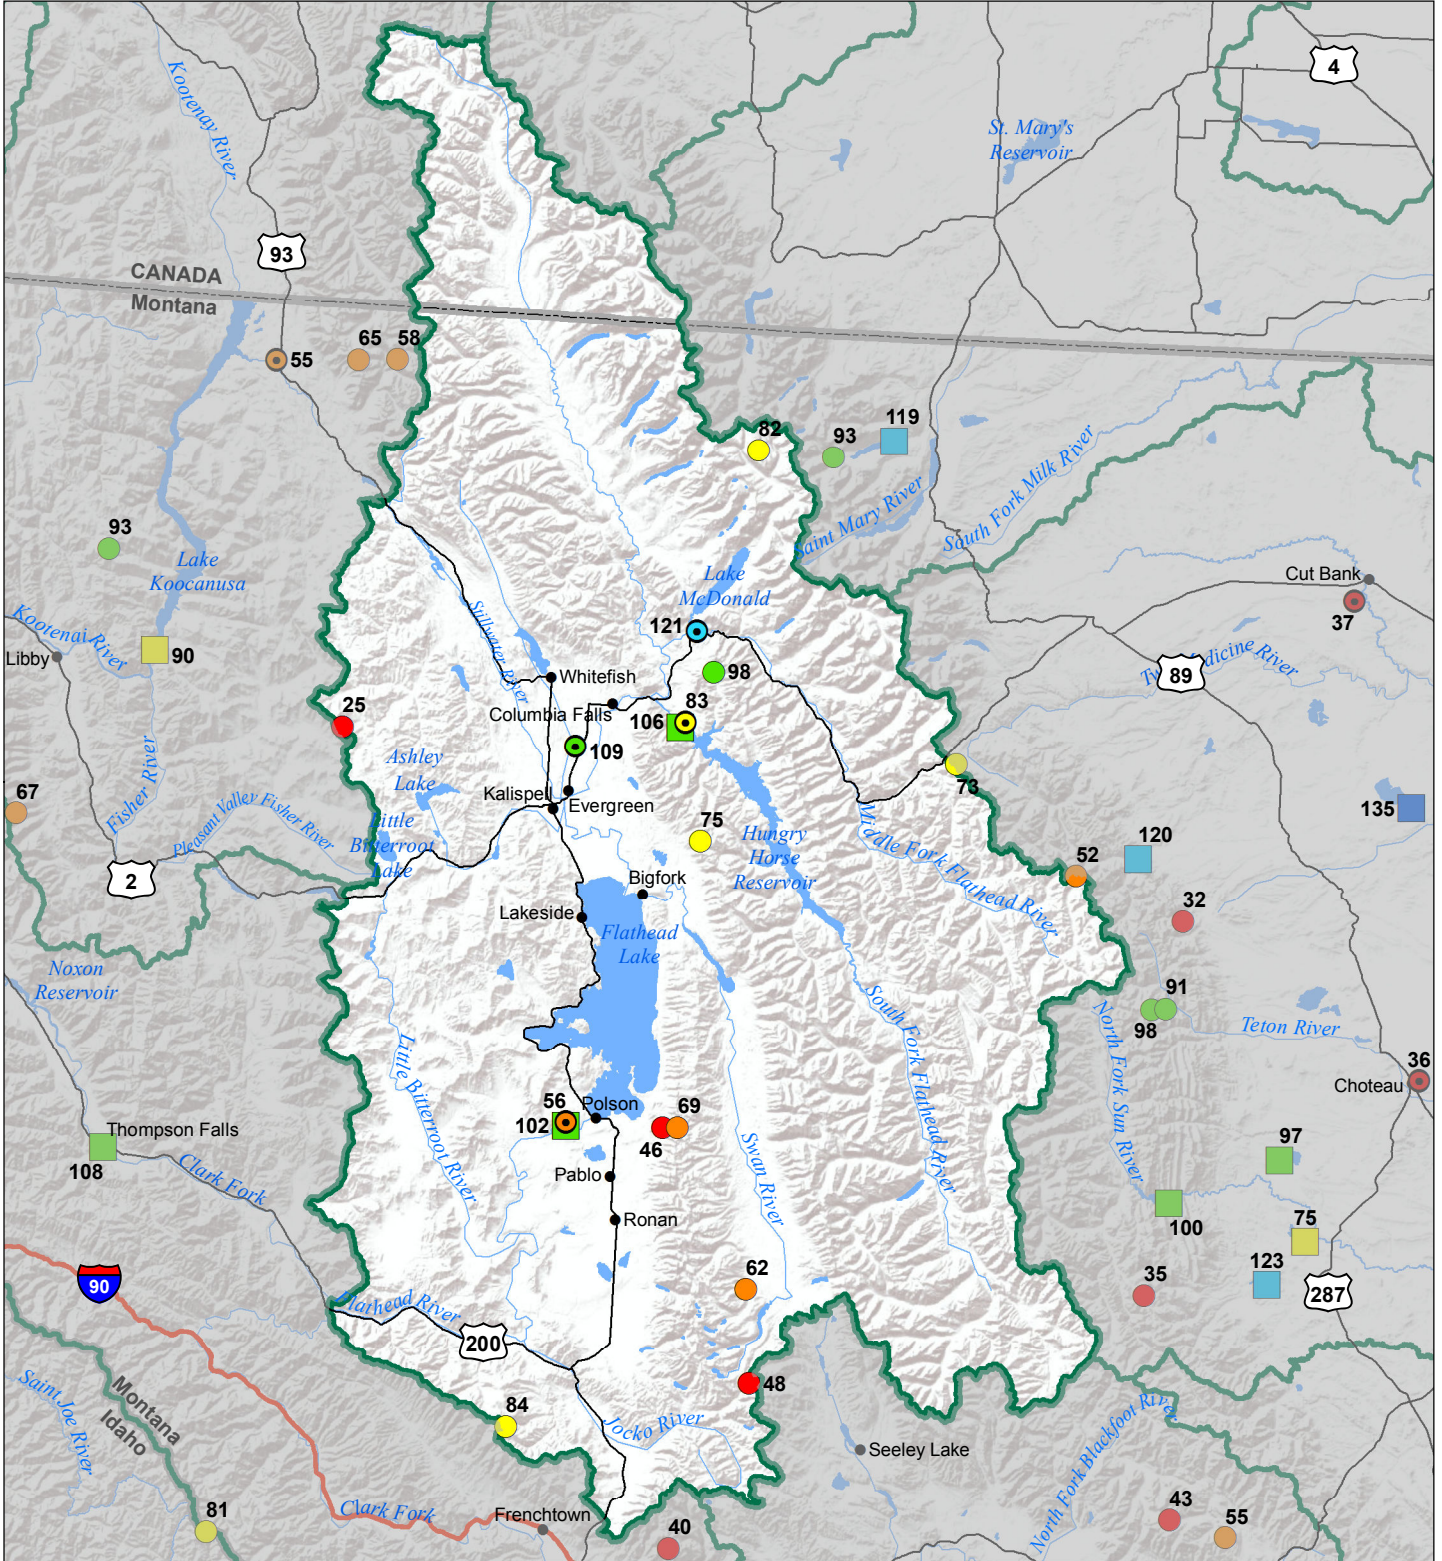 4
Kootenay River
St. Mary's
Reservoir
93
CANADA
Montana
65
58
55
82
93
119
South Fork Milk River
Saint Mary River
93
Lake
Koocanusa
Lake
McDonald
Cut Bank
37
Kootenai River
Libby
90
Stillwater River
121
Whitefish
98
Two Medicine River
89
25
Columbia Falls
106
83
109
Ashley
Lake
73
67
Fisher River
Pleasant Valley Fisher River
Kalispell
Evergreen
135
Little
Bitterroot
Lake
75
Hungry
Horse
Reservoir
Middle Fork Flathead River
120
2
52
Bigfork
32
Lakeside
Flathead
Lake
Noxon
Reservoir
91
98
North Fork Sun River
South Fork Flathead River
Teton River
Little Bitterroot River
36
Choteau
56
102
Polson
69
46
Thompson Falls
108
Clark Fork
Swan River
97
Pablo
100
Ronan
75
62
123
35
90
287
Flathead River
200
48
Montana
Idaho
Saint Joe River
84
Jocko River
North Fork Blackfoot River
Seeley Lake
81
Clark Fork
Frenchtown
40
43
55